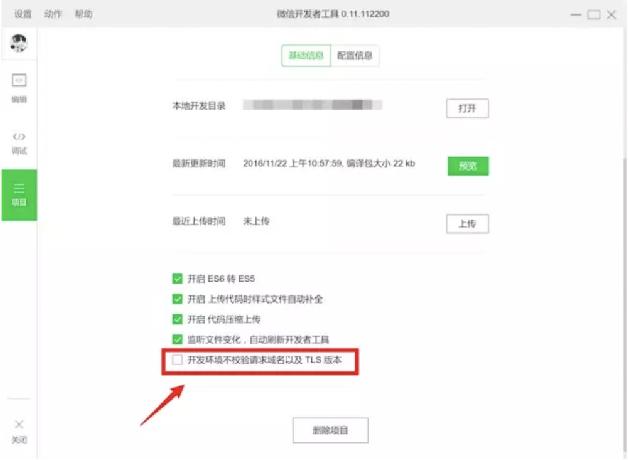 设置 动作 帮助 微信开发者工具 0.11.112200
基础信息 配置信息
编辑
本地开发目录 打开
调试
最新更新时间 2016/11/22 上午10:57:59, 编译包大小 22 kb 预览
项目
最近上传时间 未上传 上传
开启 ES6 转 ES5
开启 上传代码时样式文件自动补全
开启 代码压缩上传
监听文件变化，自动刷新开发者工具
开发环境不校验请求域名以及 TLS 版本
删除项目
关闭